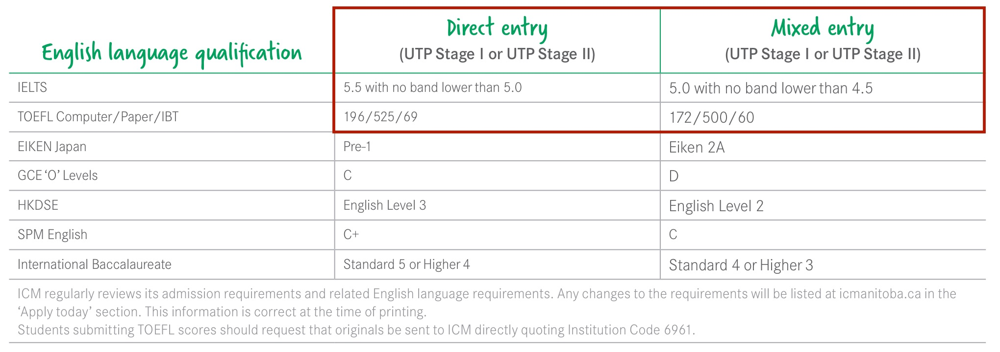 English language qualification
Direct entry
(UTP Stage I or UTP Stage II)
Mixed entry
(UTP Stage I or UTP Stage II)
IELTS
5.5 with no band lower than 5.0
5.0 with no band lower than 4.5
TOEFL Computer/Paper/IBT
196/525/69
172/500/60
EIKEN Japan
Pre-1
Eiken 2A
GCE ‘O’ Levels
C
D
HKDSE
English Level 3
English Level 2
SPM English
C+
C
International Baccalaureate
Standard 5 or Higher 4
Standard 4 or Higher 3
ICM regularly reviews its admission requirements and related English language requirements. Any changes to the requirements will be listed at icmanitoba.ca in the
‘Apply today’ section. This information is correct at the time of printing.
Students submitting TOEFL scores should request that originals be sent to ICM directly quoting Institution Code 6961.